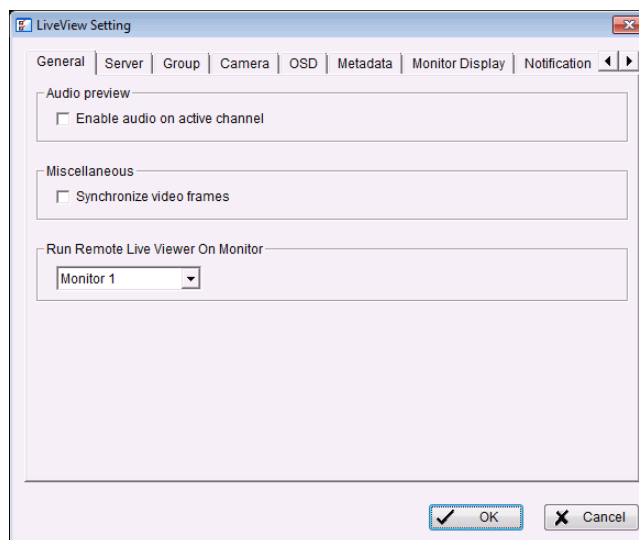 LiveView Setting
General Server Group Camera OSD Metadata Monitor Display Notification
Audio preview
Enable audio on active channel
Miscellaneous
Synchronize video frames
Run Remote Live Viewer On Monitor
Monitor 1
OK Cancel